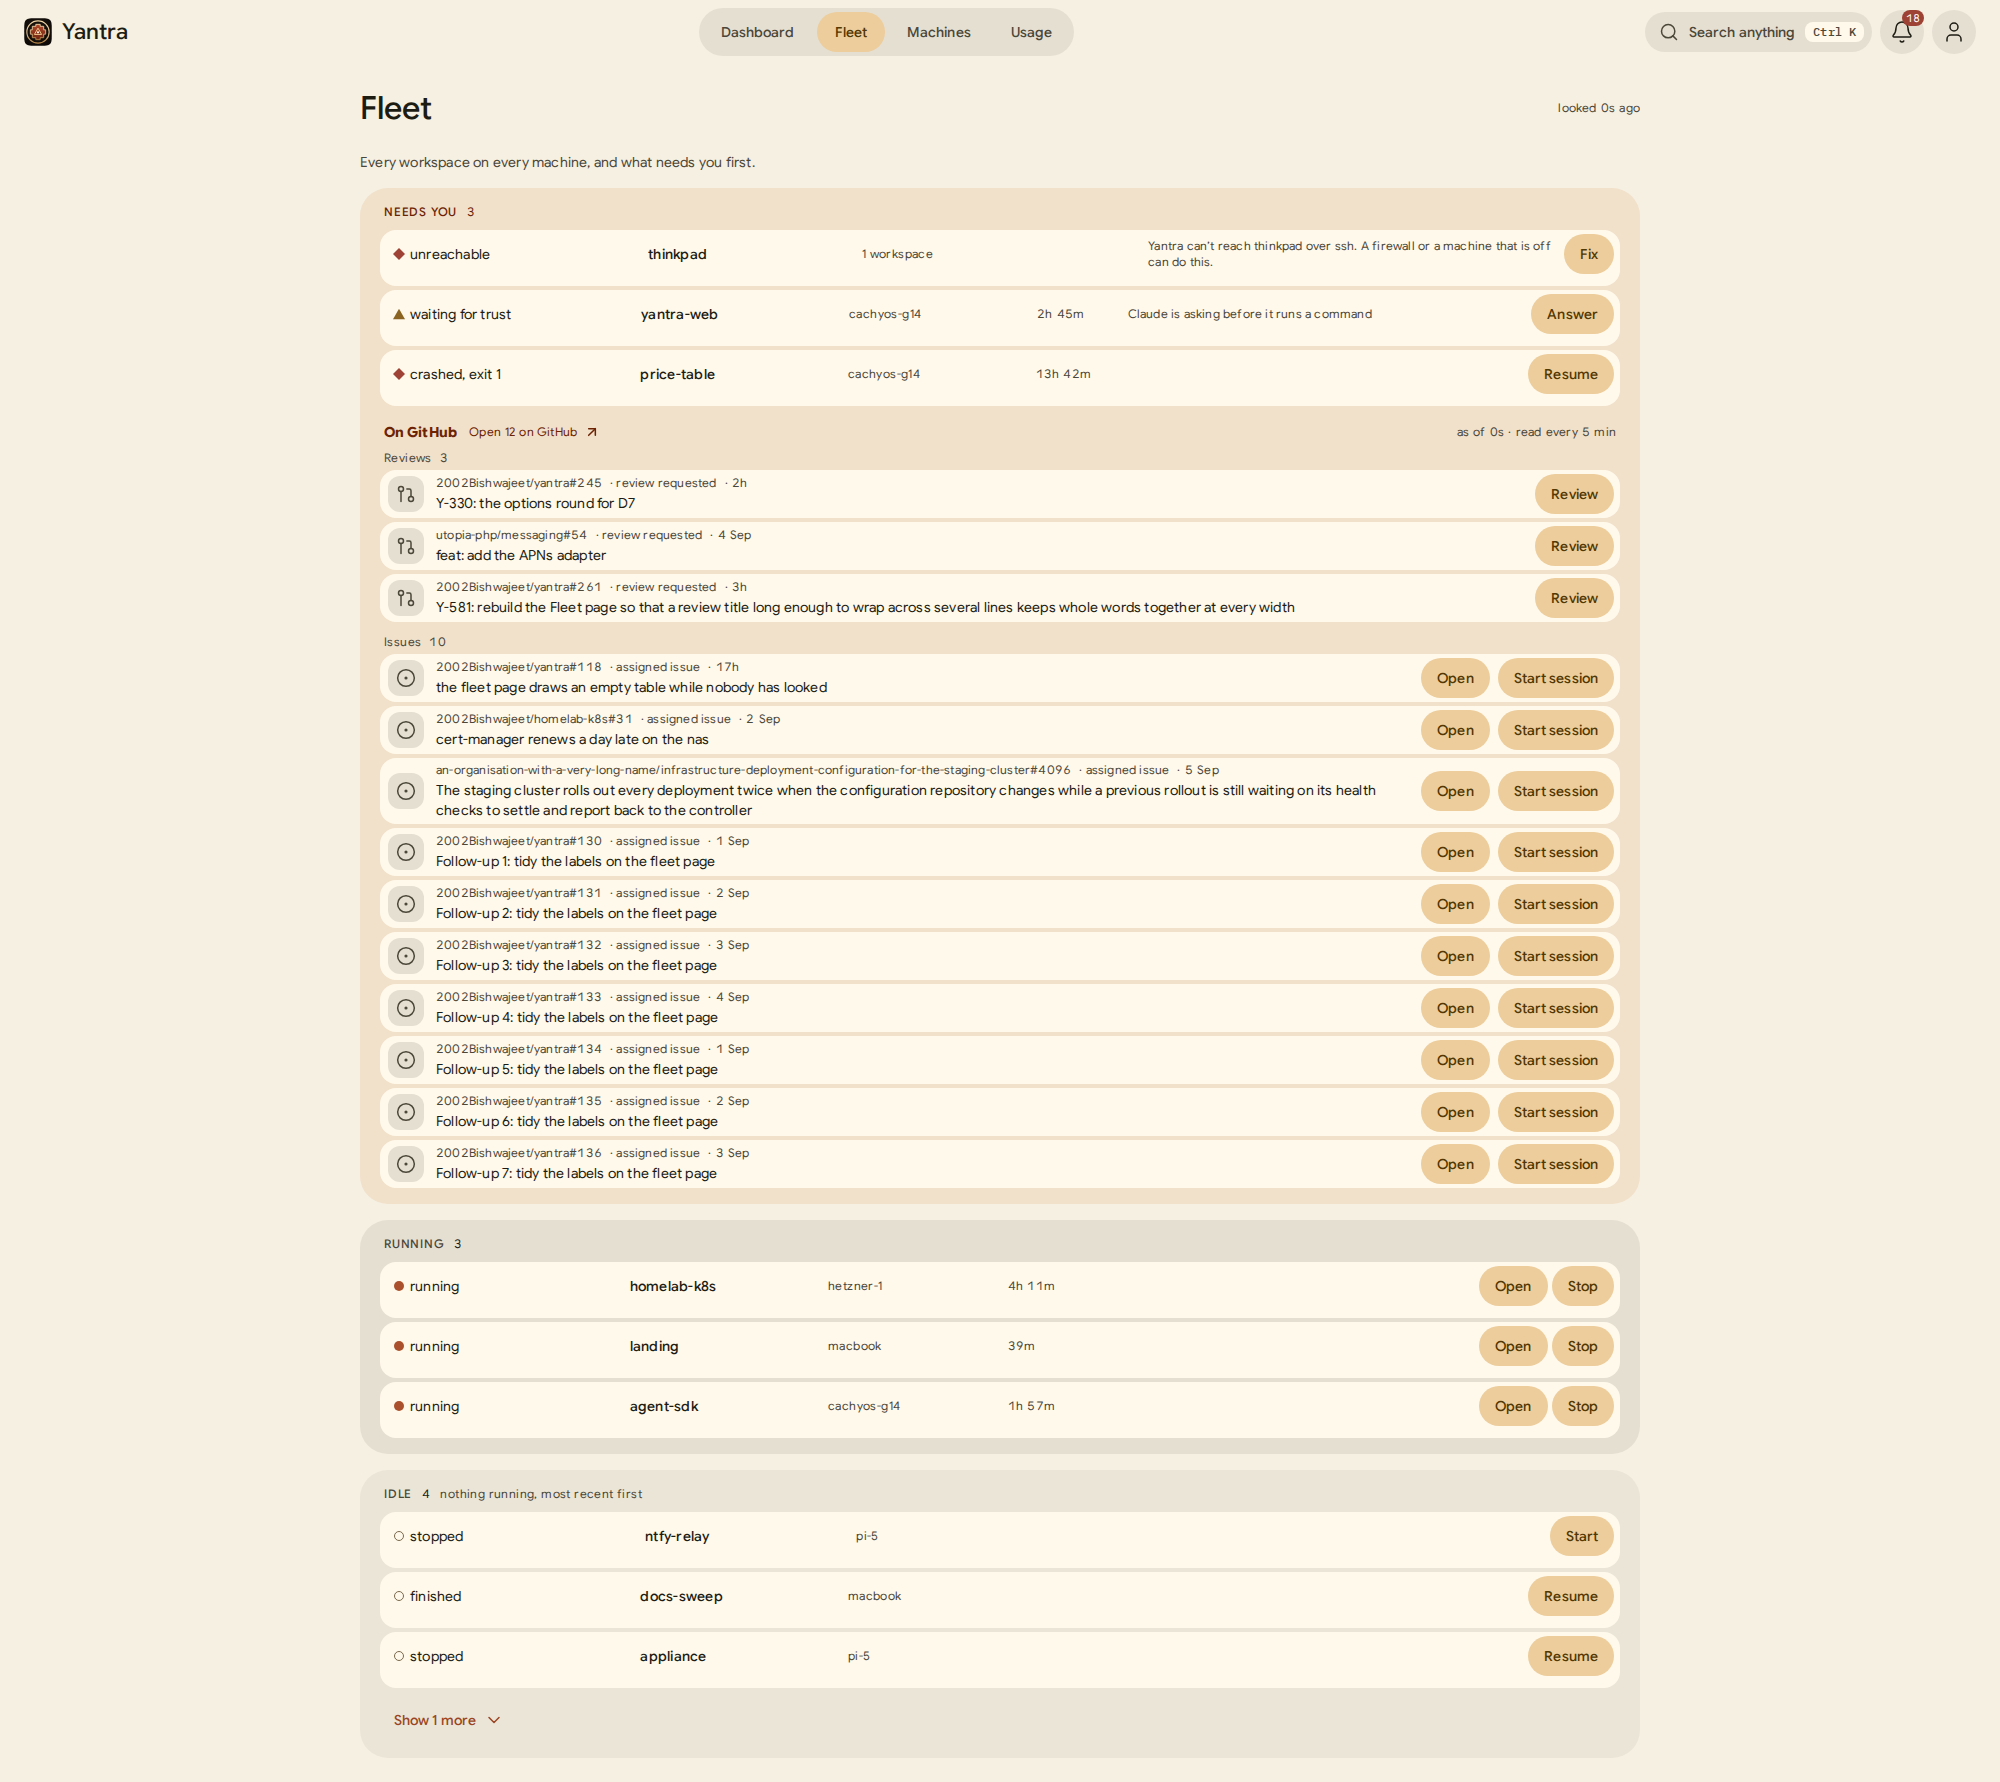 Yantra
Dashboard Fleet Machines Usage
Search anything Ctrl K
18
Fleet
looked 0s ago
Every workspace on every machine, and what needs you first.
NEEDS YOU 3
unreachable thinkpad 1 workspace Yantra can't reach thinkpad over ssh. A firewall or a machine that is off
can do this.
Fix
waiting for trust yantra-web cachyos-g14 2h 45m Claude is asking before it runs a command Answer
crashed, exit 1 price-table cachyos-g14 13h 42m Resume
On GitHub Open 12 on GitHub as of 0s · read every 5 min
Reviews 3
2002Bishwajeet/yantra#245 · review requested · 2h
Y-330: the options round for D7
Review
utopia-php/messaging#54 · review requested · 4 Sep
feat: add the APNs adapter
Review
2002Bishwajeet/yantra#261 · review requested · 3h
Y-581: rebuild the Fleet page so that a review title long enough to wrap across several lines keeps whole words together at every width
Review
Issues 10
2002Bishwajeet/yantra#118 · assigned issue · 17h
the fleet page draws an empty table while nobody has looked
Open Start session
2002Bishwajeet/homelab-k8s#31 · assigned issue · 2 Sep
cert-manager renews a day late on the nas
Open Start session
an-organisation-with-a-very-long-name/infrastructure-deployment-configuration-for-the-staging-cluster#4096 · assigned issue · 5 Sep
The staging cluster rolls out every deployment twice when the configuration repository changes while a previous rollout is still waiting on its health
checks to settle and report back to the controller
Open Start session
2002Bishwajeet/yantra#130 · assigned issue · 1 Sep
Follow-up 1: tidy the labels on the fleet page
Open Start session
2002Bishwajeet/yantra#131 · assigned issue · 2 Sep
Follow-up 2: tidy the labels on the fleet page
Open Start session
2002Bishwajeet/yantra#132 · assigned issue · 3 Sep
Follow-up 3: tidy the labels on the fleet page
Open Start session
2002Bishwajeet/yantra#133 · assigned issue · 4 Sep
Follow-up 4: tidy the labels on the fleet page
Open Start session
2002Bishwajeet/yantra#134 · assigned issue · 1 Sep
Follow-up 5: tidy the labels on the fleet page
Open Start session
2002Bishwajeet/yantra#135 · assigned issue · 2 Sep
Follow-up 6: tidy the labels on the fleet page
Open Start session
2002Bishwajeet/yantra#136 · assigned issue · 3 Sep
Follow-up 7: tidy the labels on the fleet page
Open Start session
RUNNING 3
running homelab-k8s hetzner-1 4h 11m Open Stop
running landing macbook 39m Open Stop
running agent-sdk cachyos-g14 1h 57m Open Stop
IDLE 4 nothing running, most recent first
stopped ntfy-relay pi-5 Start
finished docs-sweep macbook Resume
stopped appliance pi-5 Resume
Show 1 more